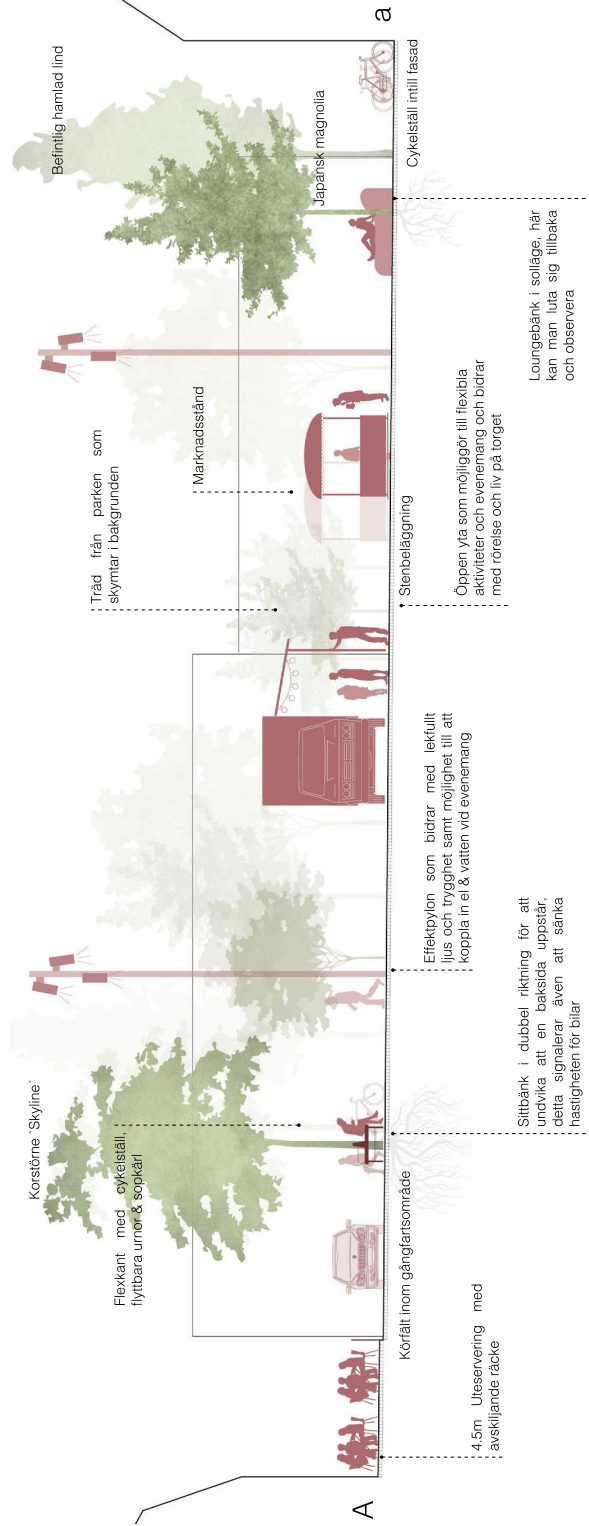 Korstörne `Skyline´
Befintlig hamlad lind
Träd från parken som
skymtar i bakgrunden
Flexkant med cykelställ,
flyttbara urnor & sopkärl
Marknadsstånd
Japansk magnolia
A
a
Körfält inom gångfartsområde
Stenbeläggning
Cykelställ intill fasad
Effektpylon som bidrar med lekfullt
ljus och trygghet samt möjlighet till att
koppla in el & vatten vid evenemang
Öppen yta som möjliggör till flexibla
aktiviteter och evenemang och bidrar
med rörelse och liv på torget
4.5m Uteservering med
avskiljande räcke
Sittbänk i dubbel riktning för att
undvika att en baksida uppstår,
detta signalerar även att sänka
hastigheten för bilar
Loungebänk i solläge, här
kan man luta sig tillbaka
och observera